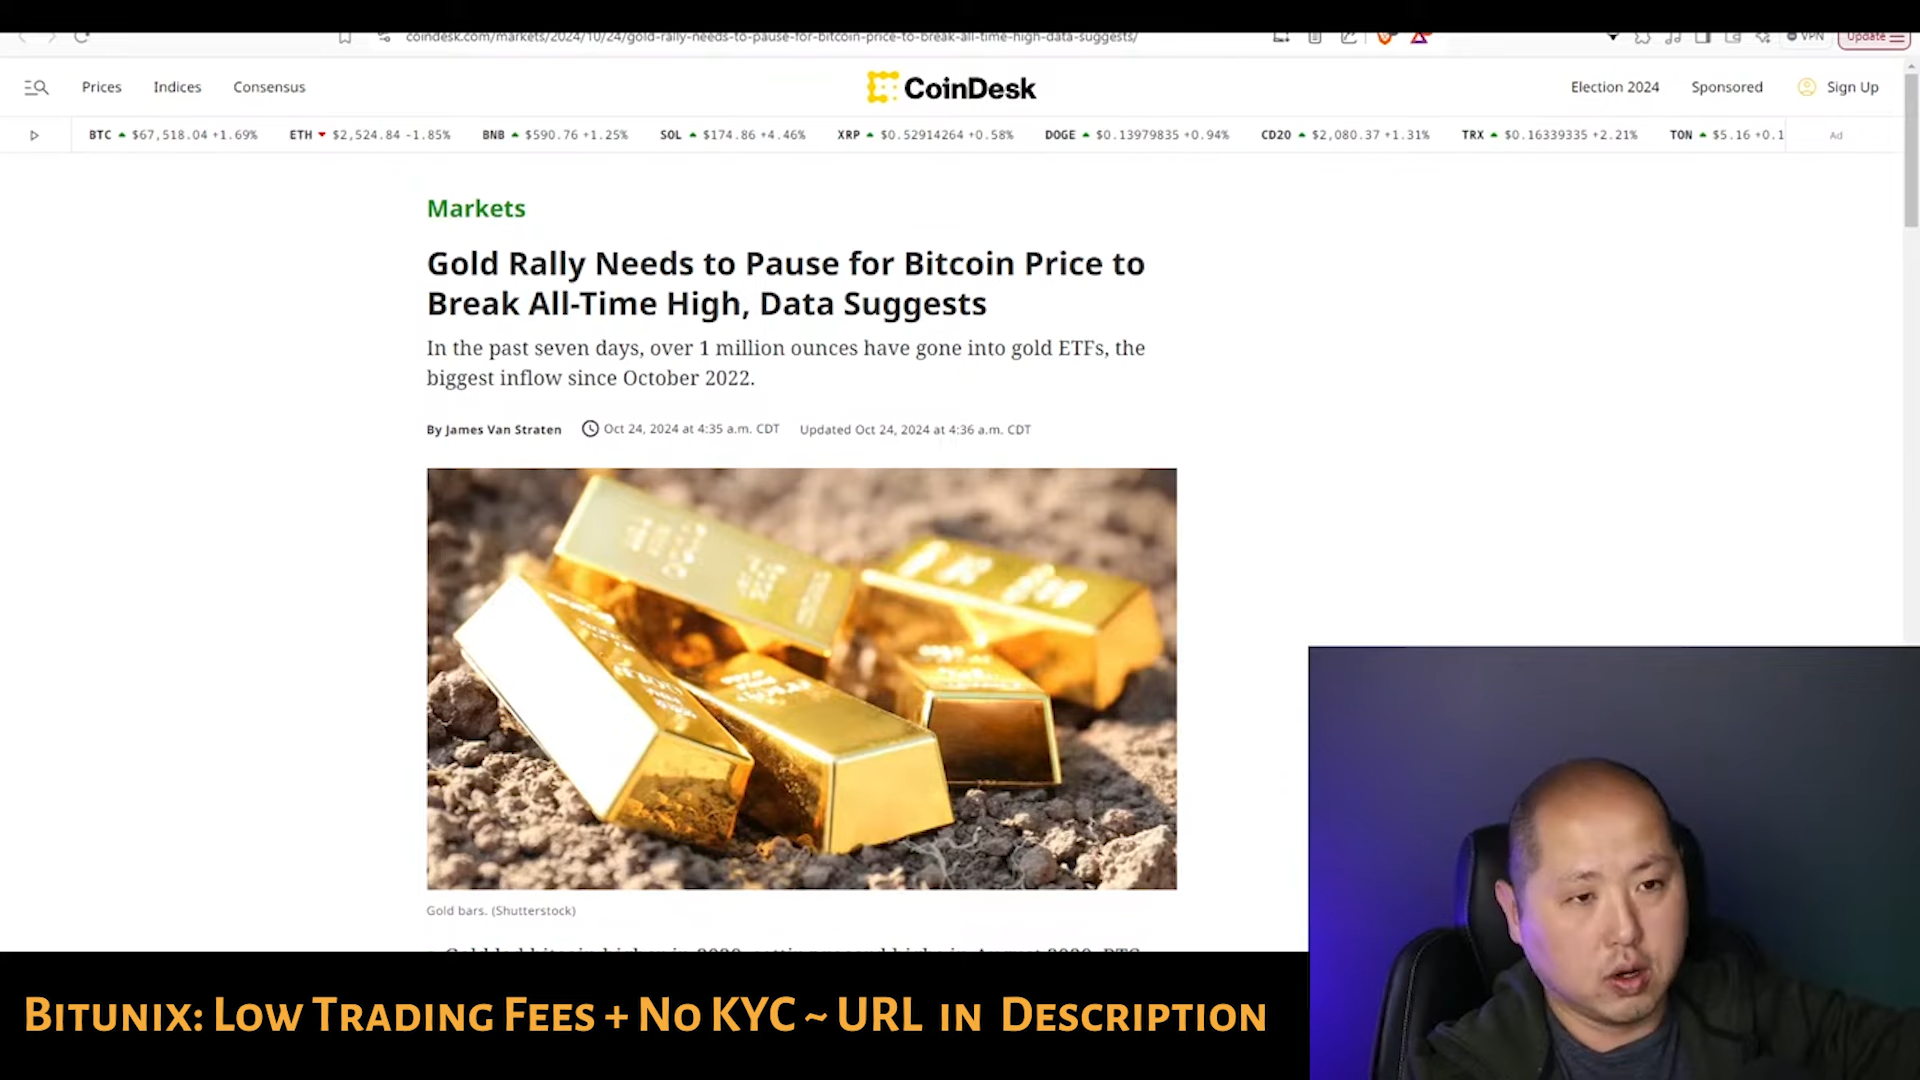 coindesk.com/markets/2024/10/24/gold-rally-needs-to-pause-for-bitcoin-price-to-break-all-time-high-data-suggests/
VPN
Update
Prices Indices Consensus
CoinDesk
Election 2024 Sponsored Sign Up
BTC $67,518.04 +1.69% ETH $2,524.84 -1.85% BNB $590.76 +1.25% SOL $174.86 +4.46% XRP $0.52914264 +0.58% DOGE $0.13979835 +0.94% CD20 $2,080.37 +1.31% TRX $0.16339335 +2.21% TON $5.16 +0.1 Ad
Markets
Gold Rally Needs to Pause for Bitcoin Price to
Break All-Time High, Data Suggests
In the past seven days, over 1 million ounces have gone into gold ETFs, the
biggest inflow since October 2022.
By James Van Straten Oct 24, 2024 at 4:35 a.m. CDT Updated Oct 24, 2024 at 4:36 a.m. CDT
Gold bars. (Shutterstock)
Bitunix: Low Trading Fees + No KYC ~ URL in Description